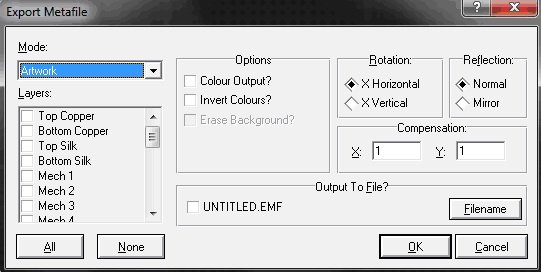 Export Metafile
Mode:
Artwork
Layers:
Top Copper
Bottom Copper
Top Silk
Bottom Silk
Mech 1
Mech 2
Mech 3
Mech 4
All
None
Options
Colour Output?
Invert Colours?
Erase Background?
Rotation:
X Horizontal
X Vertical
Reflection:
Normal
Mirror
Compensation:
X: 1
Y: 1
Output To File?
UNTITLED.EMF
Filename
OK
Cancel